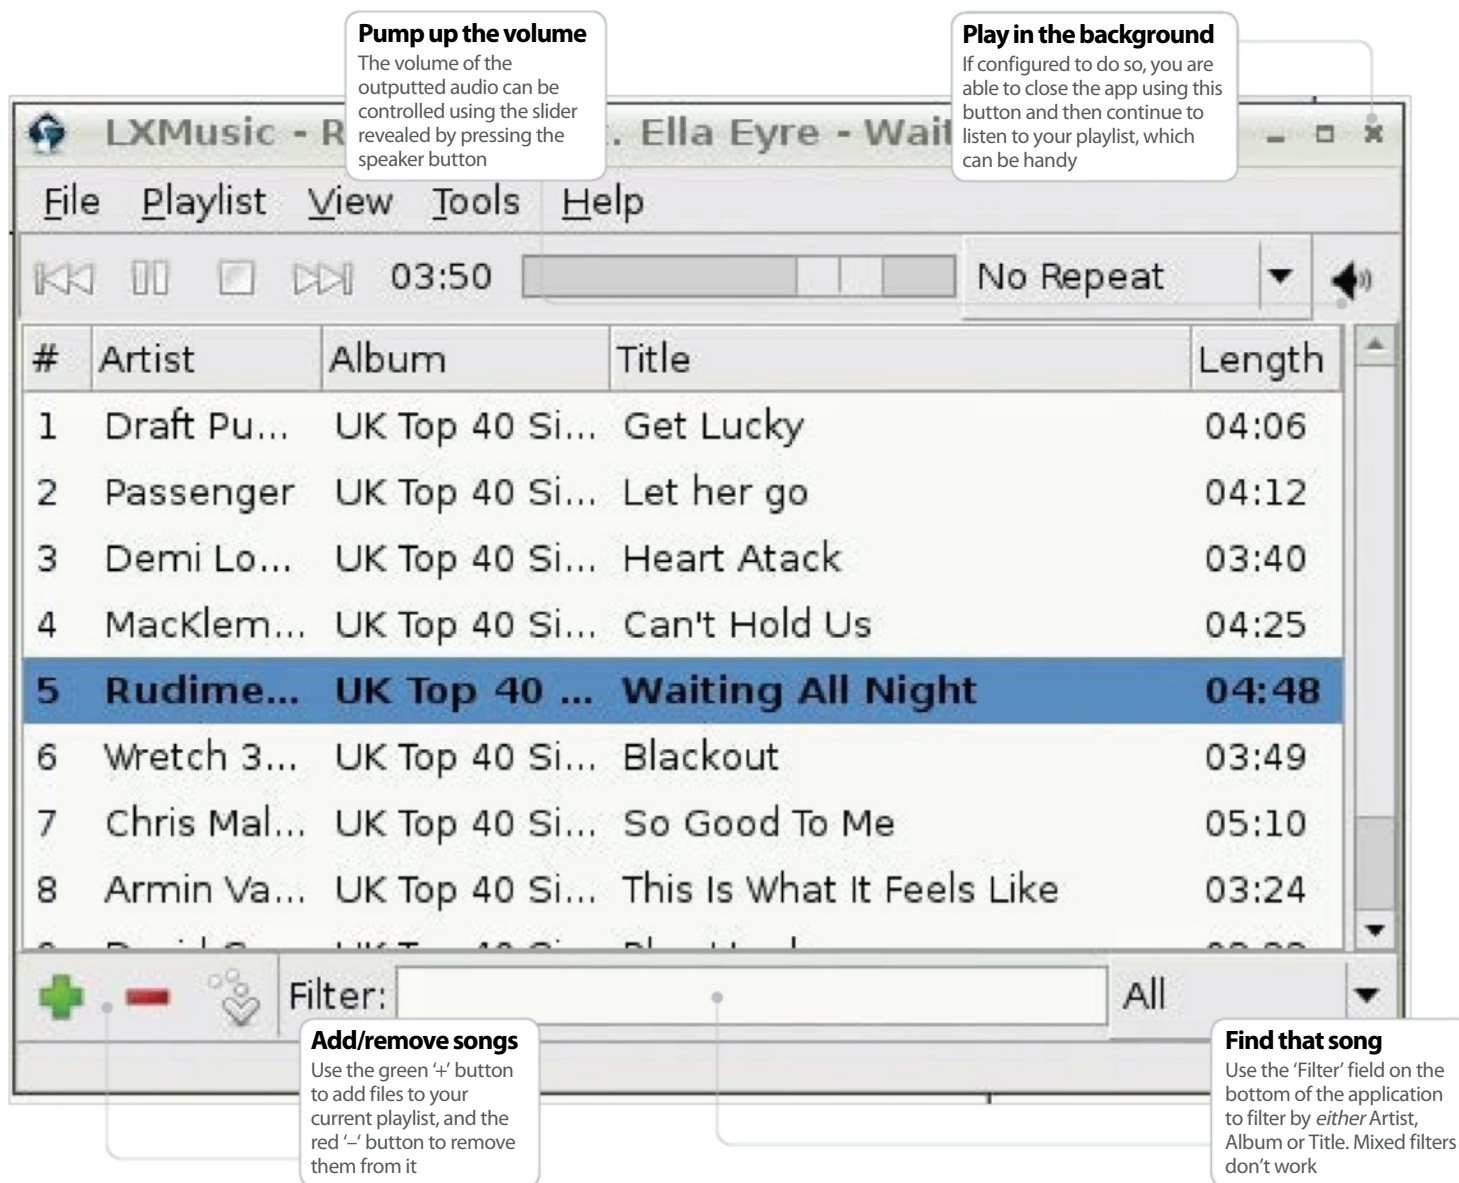 Pump up the volume
The volume of the
outputted audio can be
controlled using the slider
revealed by pressing the
speaker button
Play in the background
If configured to do so, you are
able to close the app using this
button and then continue to
listen to your playlist, which
can be handy
LXMusic - R . Ella Eyre - Wait
File Playlist View Tools Help
03:50 No Repeat
# Artist Album Title Length
1 Draft Pu... UK Top 40 Si... Get Lucky 04:06
2 Passenger UK Top 40 Si... Let her go 04:12
3 Demi Lo... UK Top 40 Si... Heart Atack 03:40
4 MacKlem... UK Top 40 Si... Can't Hold Us 04:25
5 Rudime... UK Top 40 ... Waiting All Night 04:48
6 Wretch 3... UK Top 40 Si... Blackout 03:49
7 Chris Mal... UK Top 40 Si... So Good To Me 05:10
8 Armin Va... UK Top 40 Si... This Is What It Feels Like 03:24
Filter: All
Add/remove songs
Use the green ‘+’ button
to add files to your
current playlist, and the
red ‘–‘ button to remove
them from it
Find that song
Use the ‘Filter’ field on the
bottom of the application
to filter by either Artist,
Album or Title. Mixed filters
don’t work